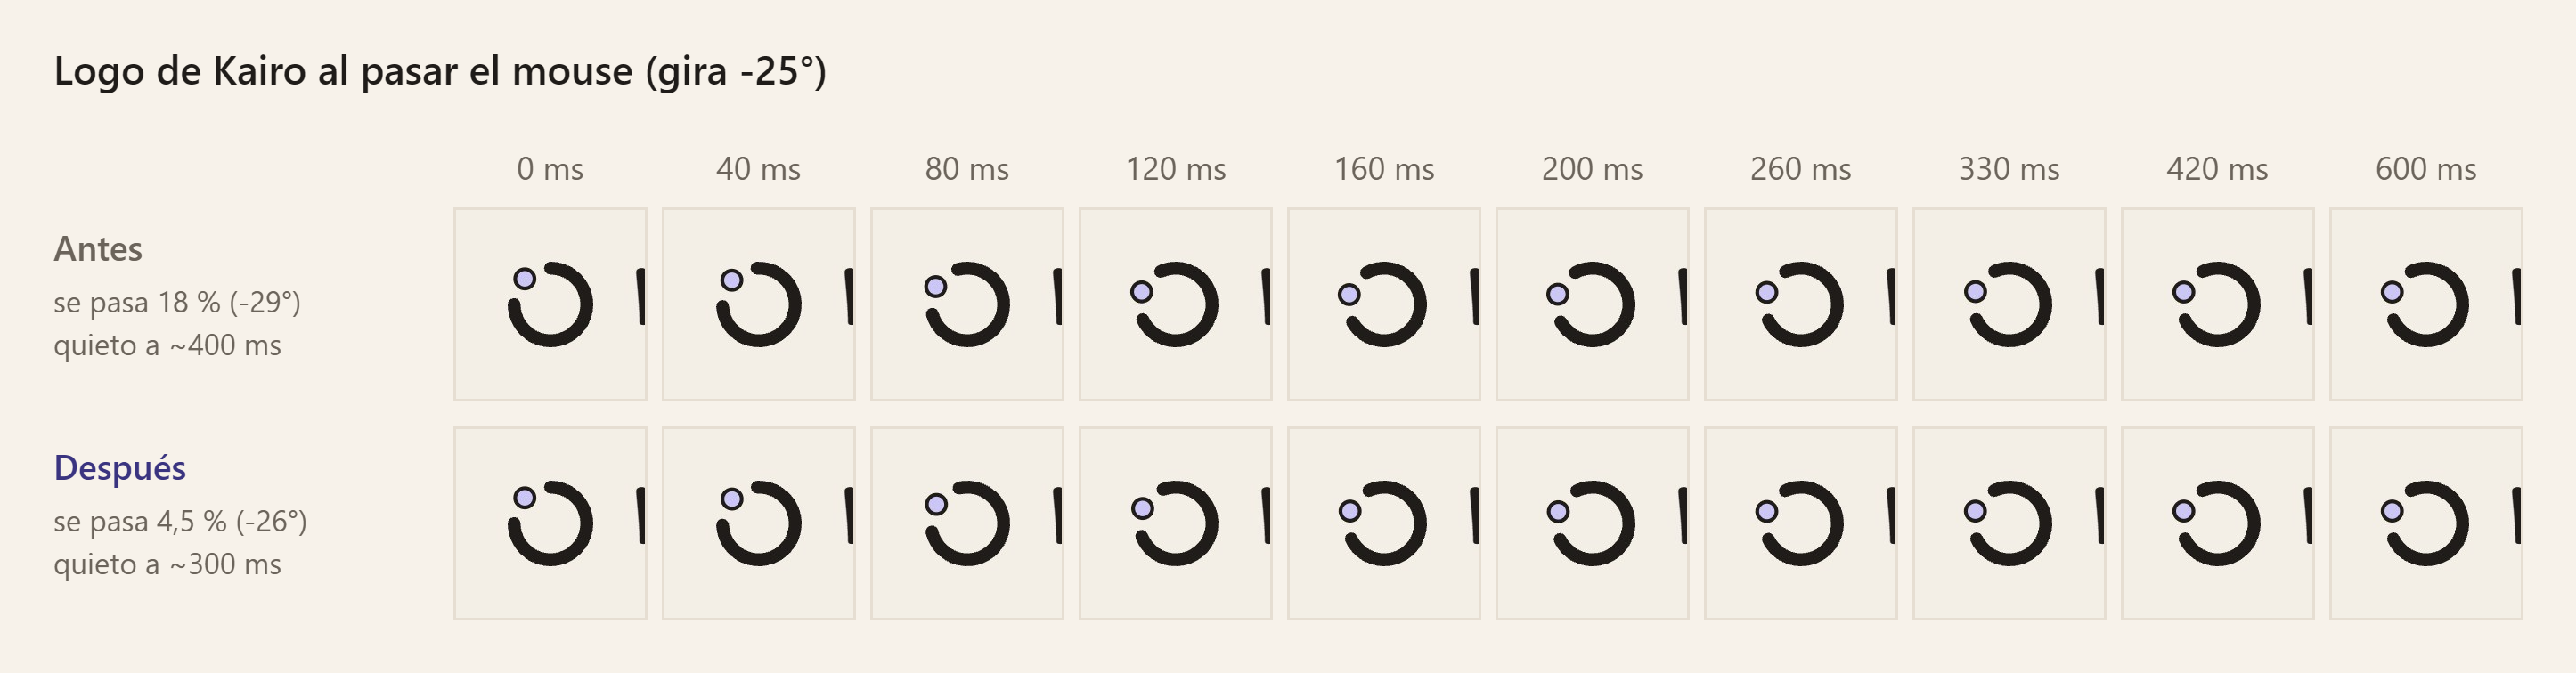 Logo de Kairo al pasar el mouse (gira -25°)
0 ms 40 ms 80 ms 120 ms 160 ms 200 ms 260 ms 330 ms 420 ms 600 ms
Antes
se pasa 18 % (-29°)
quieto a ~400 ms
Después
se pasa 4,5 % (-26°)
quieto a ~300 ms